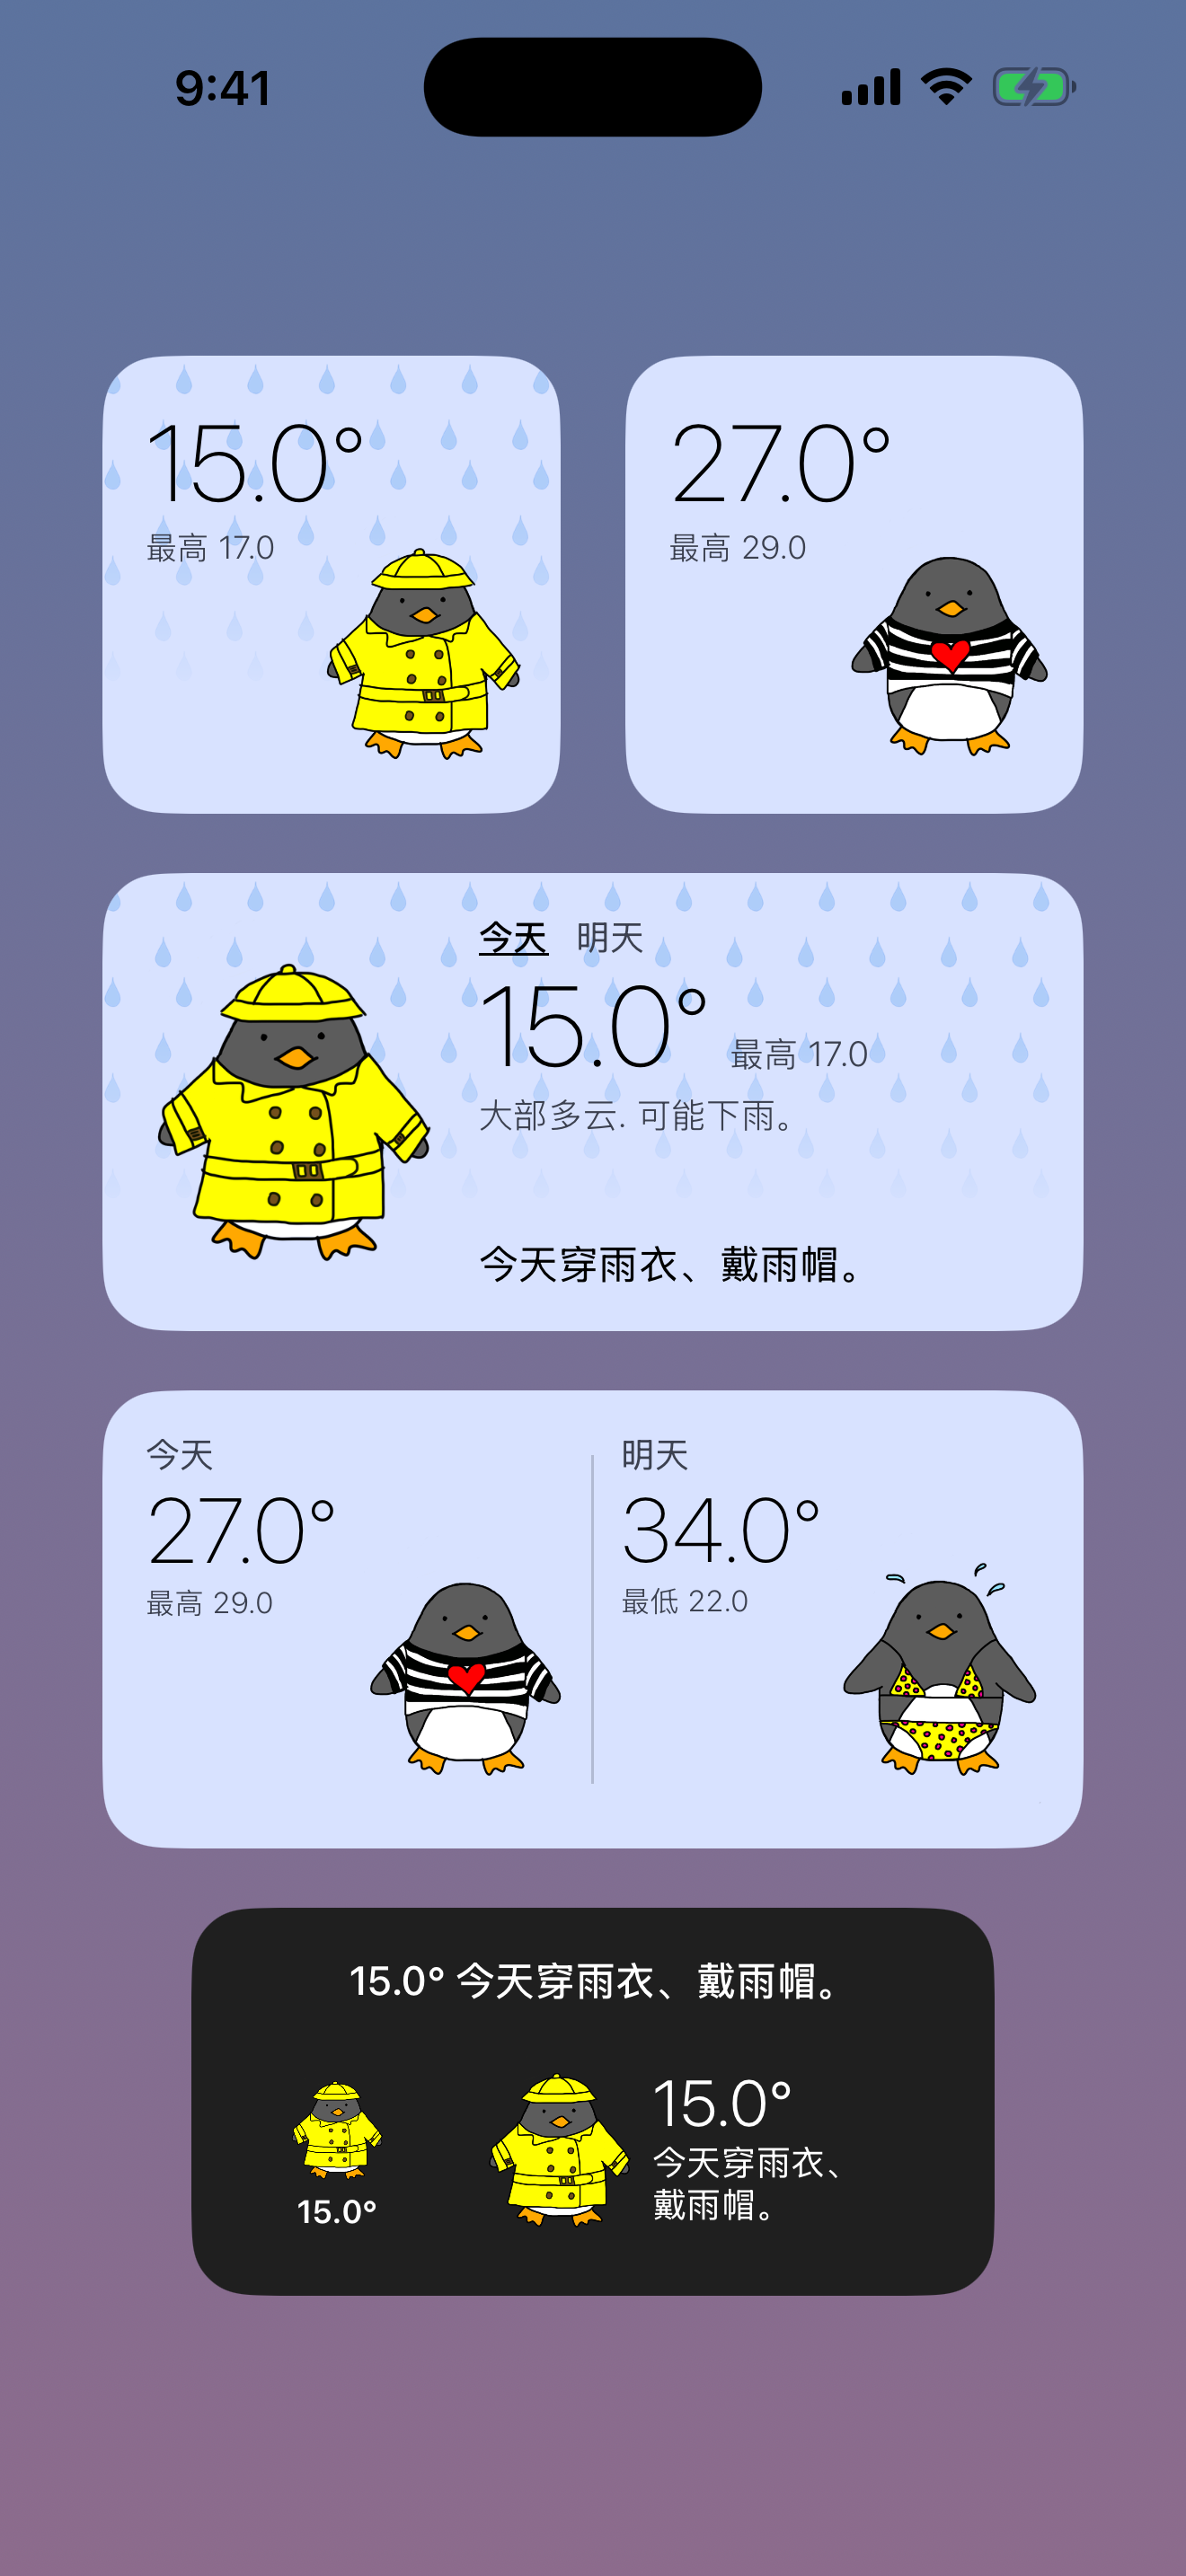 9:41
15.0°
最高 17.0
27.0°
最高 29.0
今天 明天
15.0° 最高 17.0
大部多云. 可能下雨。
今天穿雨衣、戴雨帽。
今天
27.0°
最高 29.0
明天
34.0°
最低 22.0
15.0° 今天穿雨衣、戴雨帽。
15.0°
15.0°
今天穿雨衣、
戴雨帽。